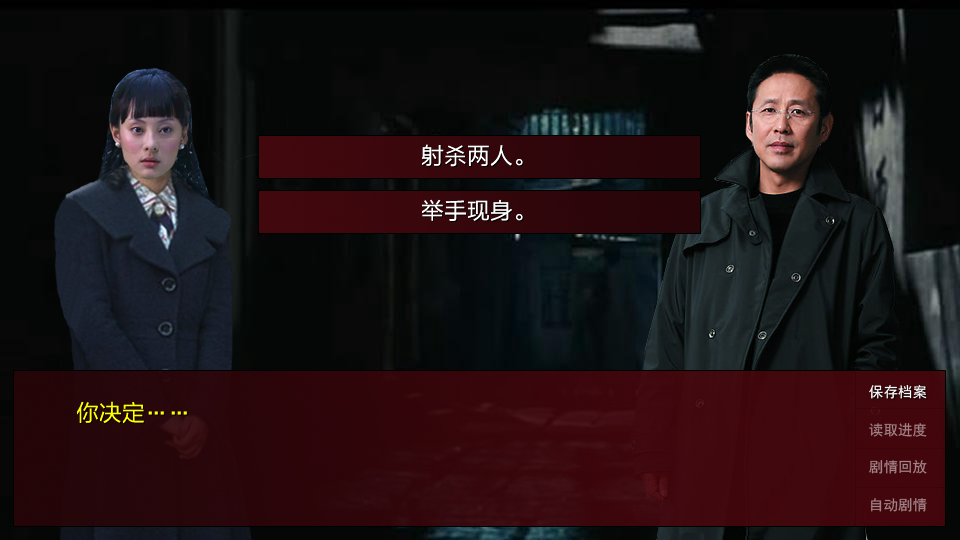 射杀两人。
举手现身。
你决定……
保存档案
读取进度
剧情回放
自动剧情